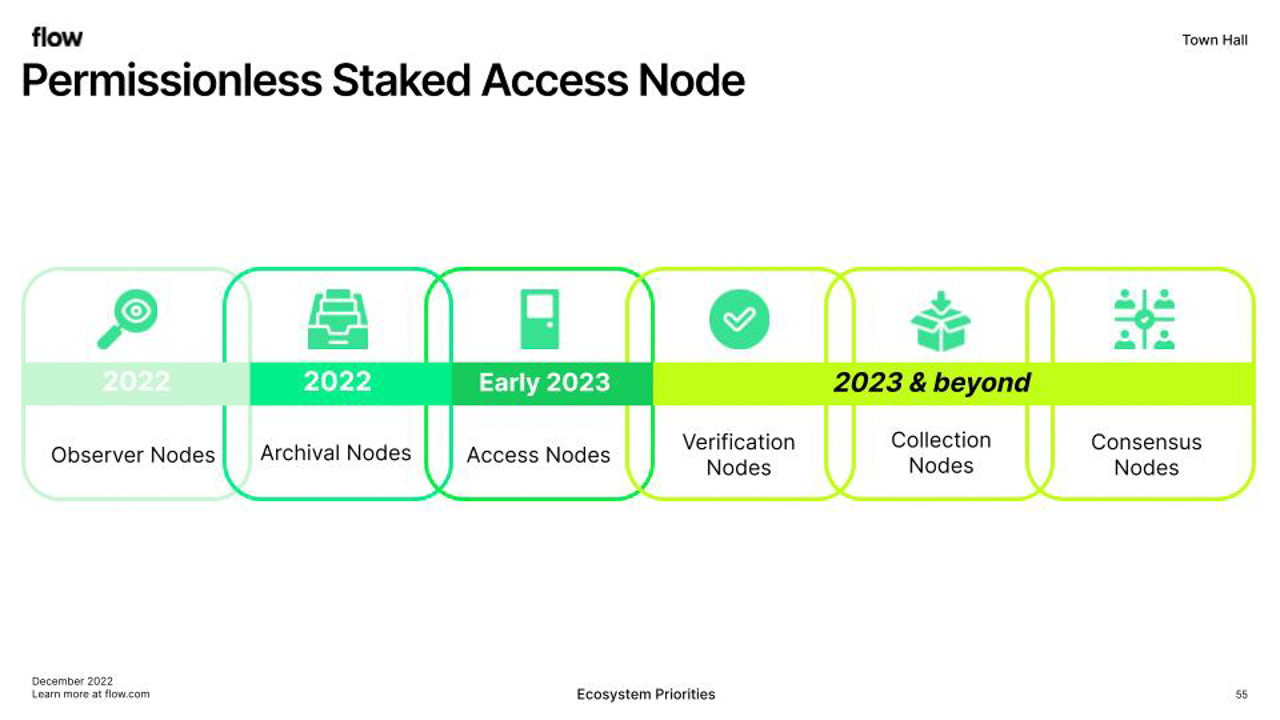 flow
Town Hall
Permissionless Staked Access Node
2022
2022
Early 2023
2023 & beyond
Observer Nodes
Archival Nodes
Access Nodes
Verification
Nodes
Collection
Nodes
Consensus
Nodes
December 2022
Learn more at flow.com
Ecosystem Priorities
55